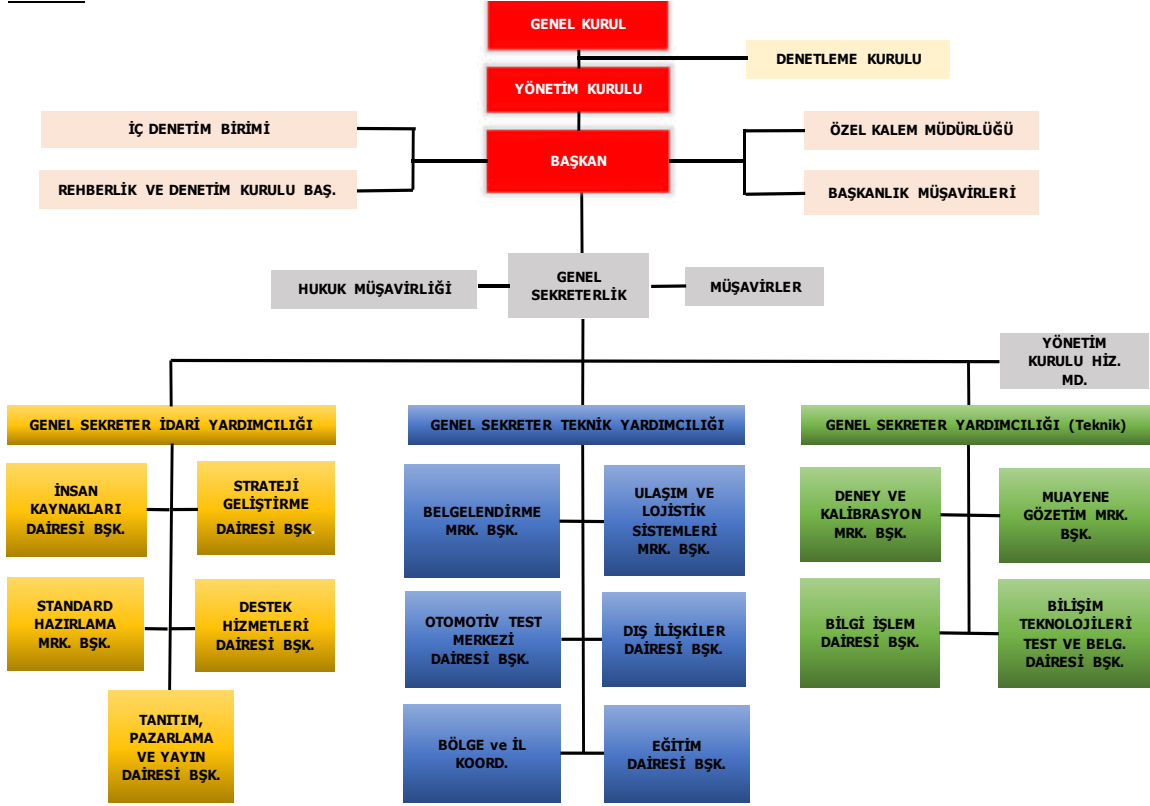 GENEL KURUL
DENETLEME KURULU
YÖNETİM KURULU
İÇ DENETİM BİRİMİ
ÖZEL KALEM MÜDÜRLÜĞÜ
BAŞKAN
REHBERLİK VE DENETİM KURULU BAŞ.
BAŞKANLIK MÜŞAVİRLERİ
HUKUK MÜŞAVİRLİĞİ
GENEL
SEKRETERLİK
MÜŞAVİRLER
YÖNETİM
KURULU HİZ.
MD.
GENEL SEKRETER İDARİ YARDIMCILIĞI
GENEL SEKRETER TEKNİK YARDIMCILIĞI
GENEL SEKRETER YARDIMCILIĞI (Teknik)
İNSAN
KAYNAKLARI
DAİRESİ BŞK.
STRATEJİ
GELİŞTİRME
DAİRESİ BŞK.
BELGELENDİRME
MRK. BŞK.
ULAŞIM VE
LOJİSTİK
SİSTEMLERİ
MRK. BŞK.
DENEY VE
KALİBRASYON
MRK. BŞK.
MUAYENE
GÖZETİM MRK.
BŞK.
STANDARD
HAZIRLAMA
MRK. BŞK.
DESTEK
HİZMETLERİ
DAİRESİ BŞK.
OTOMOTİV TEST
MERKEZİ
DAİRESİ BŞK.
DIŞ İLİŞKİLER
DAİRESİ BŞK.
BİLGİ İŞLEM
DAİRESİ BŞK.
BİLİŞİM
TEKNOLOJİLERİ
TEST VE BELG.
DAİRESİ BŞK.
TANITIM,
PAZARLAMA
VE YAYIN
DAİRESİ BŞK.
BÖLGE ve İL
KOORD.
EĞİTİM
DAİRESİ BŞK.